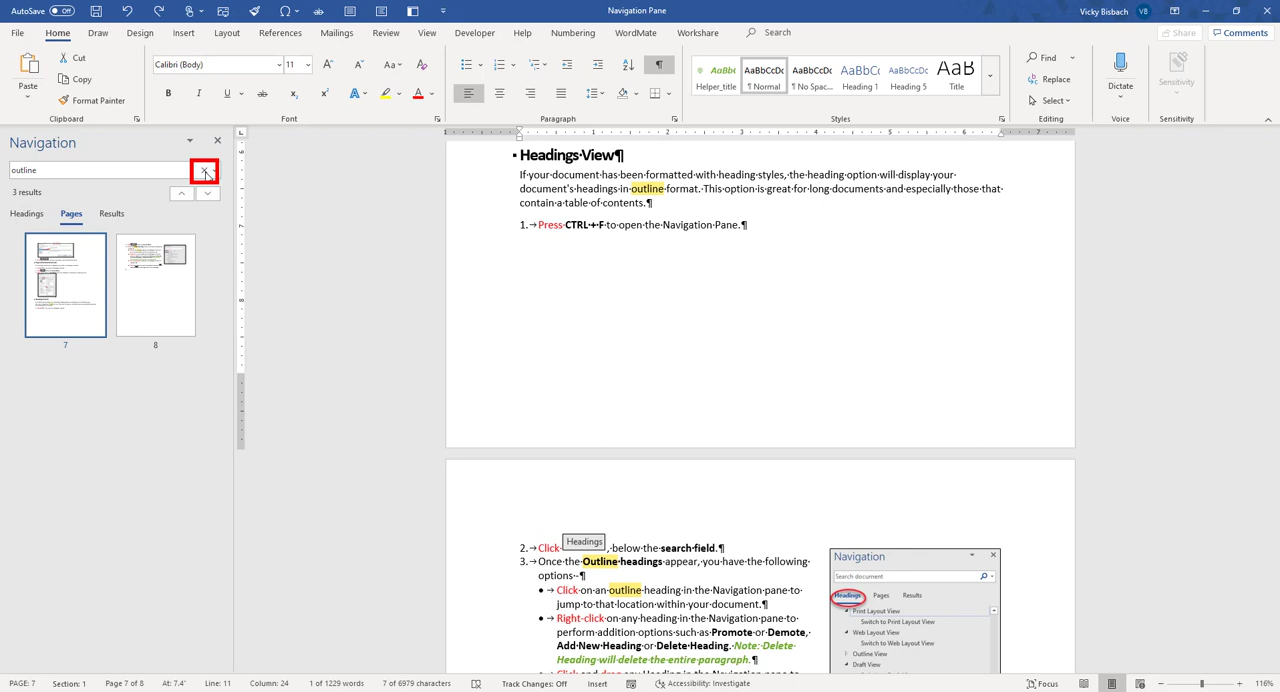 AutoSave Off
Navigation Pane
Vicky Bisbach VB
File Home Draw Design Insert Layout References Mailings Review View Developer Help Numbering WordMate Workshare Search
Share Comments
Paste
Cut
Copy
Format Painter
Clipboard
Calibri (Body) 11
Font
Paragraph
AaBbCcDc AaBbCcDc AaBbCc AaBbCcDc AaB
Helper_title ¶ Normal ¶ No Spac... Heading 1 Heading 5 Title
Styles
Find
Replace
Select
Editing
Dictate
Voice
Sensitivity
Sensitivity
Navigation
outline
3 results
Headings Pages Results
7 8
Headings·View¶
If·your·document·has·been·formatted·with·heading·styles,·the·heading·option·will·display·your·
document's·headings·in·outline·format.·This·option·is·great·for·long·documents·and·especially·those·that·
contain·a·table·of·contents.¶
1.→Press·CTRL·+·F·to·open·the·Navigation·Pane.¶
2.→Click·Headings,·below·the·search·field.¶
3.→Once·the·Outline·headings·appear,·you·have·the·following·
options·-¶
•→Click·on·an·outline·heading·in·the·Navigation·pane·to·
jump·to·that·location·within·your·document.¶
•→Right-click·on·any·heading·in·the·Navigation·pane·to·
perform·addition·options·such·as·Promote·or·Demote,·
Add·New·Heading·or·Delete·Heading.·Note:·Delete·
Heading·will·delete·the·entire·paragraph.¶
Navigation
Search document
Headings Pages Results
Print Layout View
Switch to Print Layout View
Web Layout View
Switch to Web Layout View
Outline View
Draft View
PAGE: 7 Section: 1 Page 7 of 8 At: 7.4" Line: 11 Column: 24 1 of 1229 words 7 of 6979 characters Track Changes: Off Insert Accessibility: Investigate Focus 116%